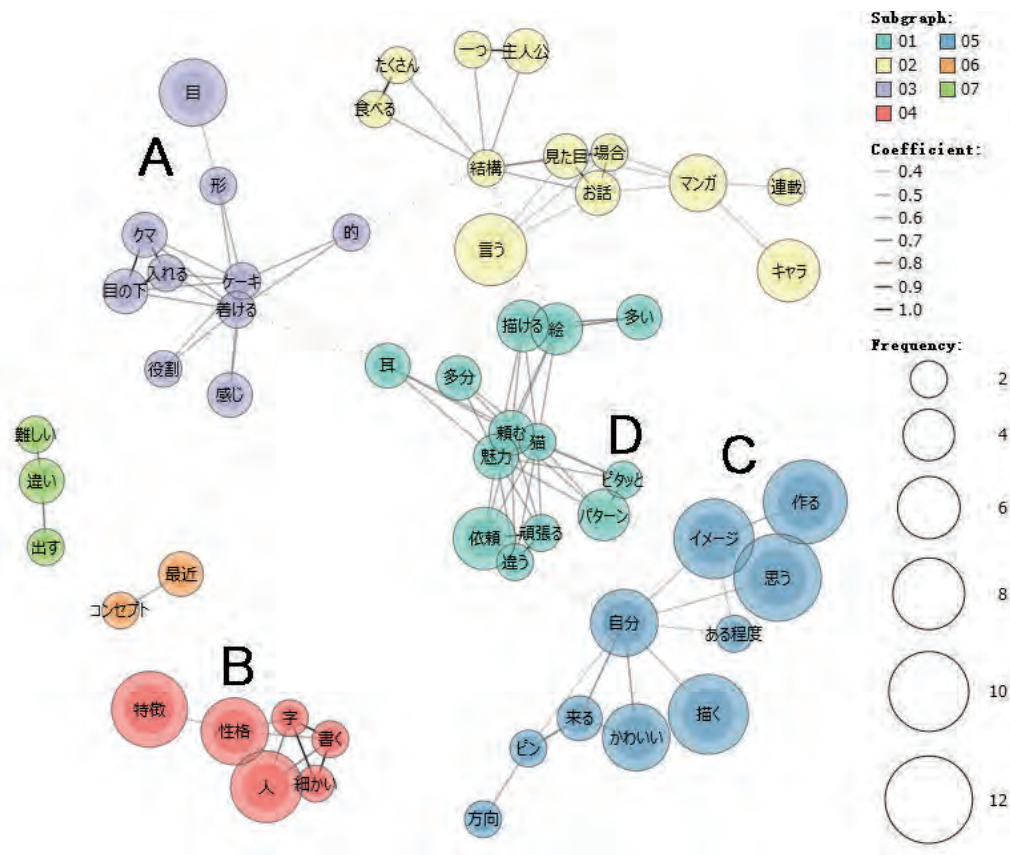 Subgraph:
01
05
02
06
03
07
04
Coefficient:
0.4
0.5
0.6
0.7
0.8
0.9
1.0
Frequency:
2
4
6
8
10
12
A
目
形
クマ
入れる
目の下
ケーキ
着ける
的
役割
感じ
たくさん
食べる
一つ
主人公
結構
見た目
場合
お話
言う
マンガ
連載
キャラ
描ける
絵
多い
耳
多分
頼む
猫
魅力
D
ピタッと
パターン
依頼
頑張る
違う
C
作る
イメージ
思う
自分
ある程度
来る
かわいい
描く
ピン
方向
難しい
違い
出す
最近
コンセプト
B
特徴
性格
字
書く
人
細かい